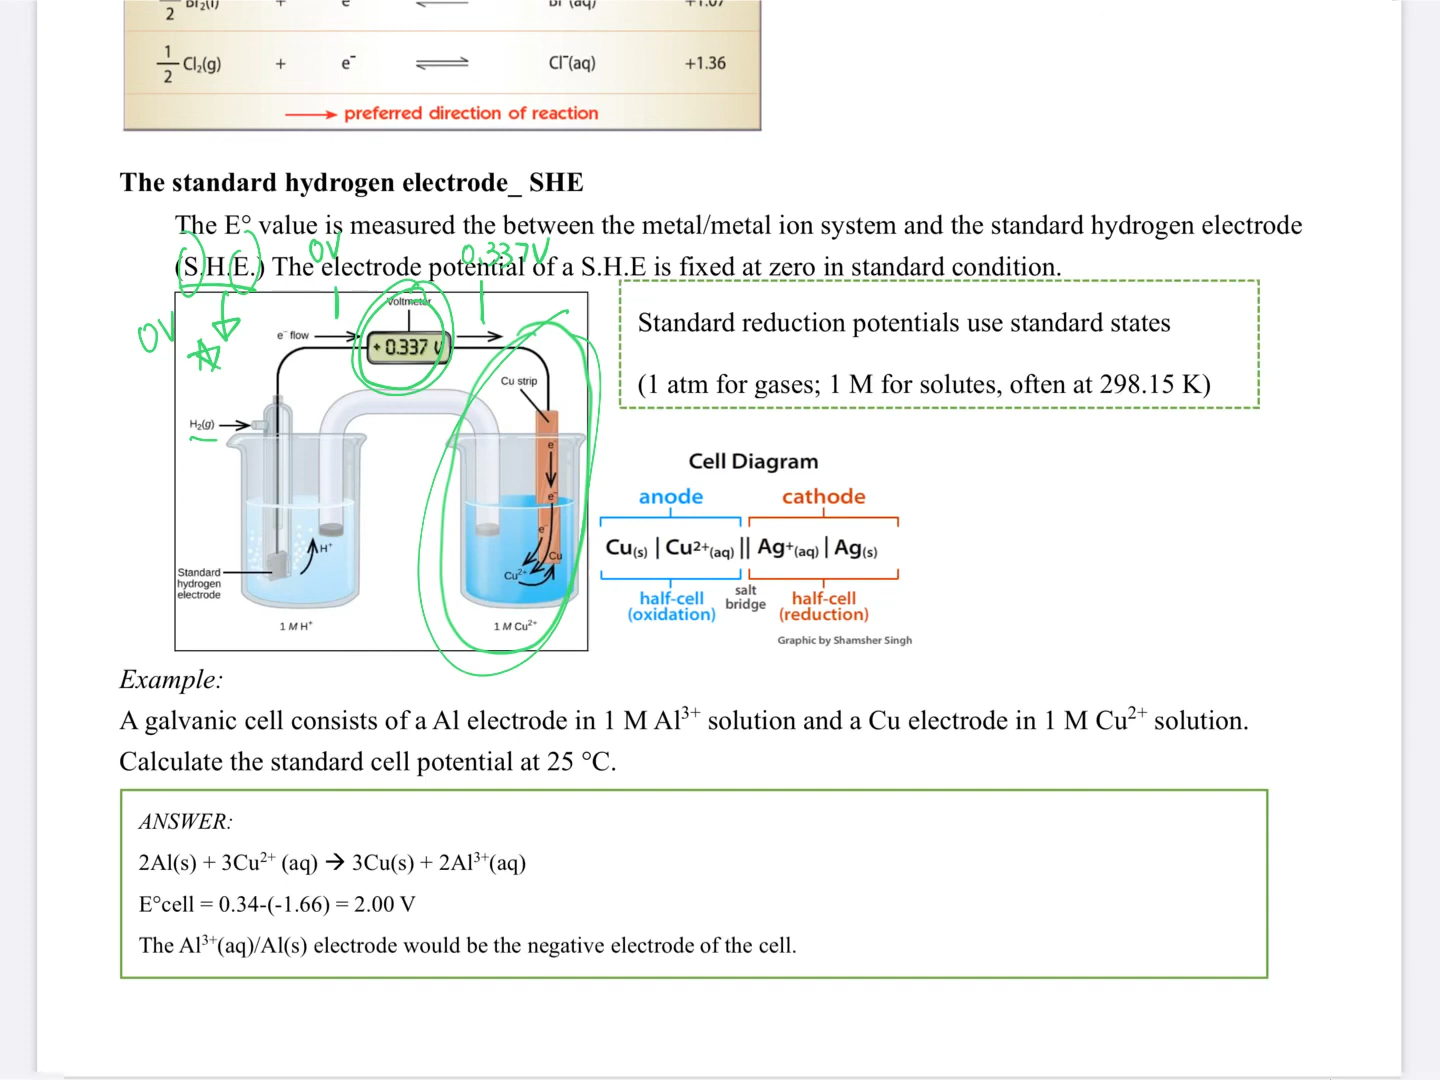 1/2 Br₂(l) + e⁻ ⇌ Br⁻(aq) +1.07
1/2 Cl₂(g) + e⁻ ⇌ Cl⁻(aq) +1.36
→ preferred direction of reaction
The standard hydrogen electrode_ SHE
The E° value is measured the between the metal/metal ion system and the standard hydrogen electrode
(S.H.E.) The electrode potential of a S.H.E is fixed at zero in standard condition.
0V
0.337V
0V
Voltmeter
e⁻ flow
+ 0.337 V
Cu strip
H₂(g)
e⁻
e⁻
e⁻
H⁺
Cu
Cu²⁺
Standard
hydrogen
electrode
1 M H⁺
1 M Cu²⁺
Standard reduction potentials use standard states
(1 atm for gases; 1 M for solutes, often at 298.15 K)
Cell Diagram
anode cathode
Cu(s) | Cu2+(aq) || Ag+(aq) | Ag(s)
half-cell
(oxidation)
salt
bridge
half-cell
(reduction)
Graphic by Shamsher Singh
Example:
A galvanic cell consists of a Al electrode in 1 M Al³⁺ solution and a Cu electrode in 1 M Cu²⁺ solution.
Calculate the standard cell potential at 25 °C.
ANSWER:
2Al(s) + 3Cu²⁺ (aq) → 3Cu(s) + 2Al³⁺(aq)
E°cell = 0.34-(-1.66) = 2.00 V
The Al³⁺(aq)/Al(s) electrode would be the negative electrode of the cell.